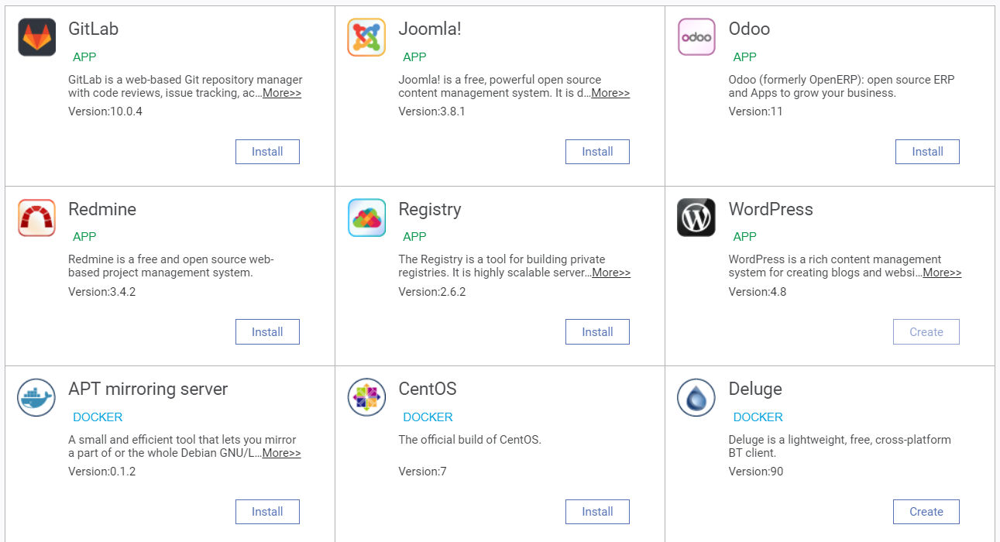 GitLab
APP
GitLab is a web-based Git repository manager
with code reviews, issue tracking, ac...More>>
Version:10.0.4
Install
Joomla!
APP
Joomla! is a free, powerful open source
content management system. It is d...More>>
Version:3.8.1
Install
odoo
Odoo
APP
Odoo (formerly OpenERP): open source ERP
and Apps to grow your business.
Version:11
Install
Redmine
APP
Redmine is a free and open source web-
based project management system.
Version:3.4.2
Install
Registry
APP
The Registry is a tool for building private
registries. It is highly scalable server...More>>
Version:2.6.2
Install
W
WordPress
APP
WordPress is a rich content management
system for creating blogs and websi...More>>
Version:4.8
Create
APT mirroring server
DOCKER
A small and efficient tool that lets you mirror
a part of or the whole Debian GNU/L...More>>
Version:0.1.2
Install
CentOS
DOCKER
The official build of CentOS.
Version:7
Install
Deluge
DOCKER
Deluge is a lightweight, free, cross-platform
BT client.
Version:90
Create